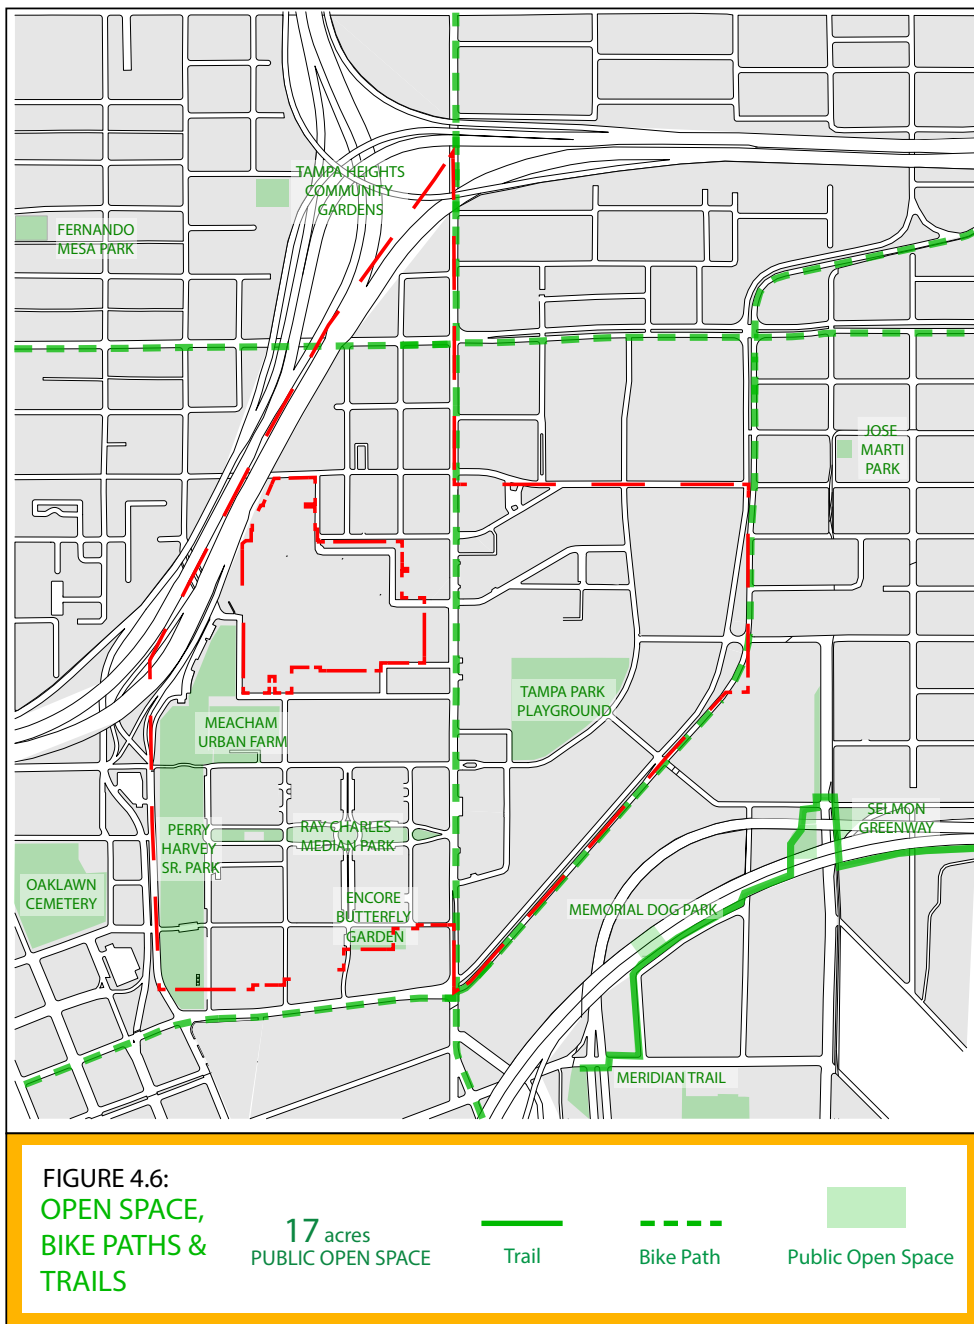 TAMPA HEIGHTS
COMMUNITY
GARDENS
FERNANDO
MESA PARK
JOSE
MARTI
PARK
TAMPA PARK
PLAYGROUND
MEACHAM
URBAN FARM
PERRY
HARVEY
SR. PARK
RAY CHARLES
MEDIAN PARK
SELMON
GREENWAY
OAKLAWN
CEMETERY
ENCORE
BUTTERFLY
GARDEN
MEMORIAL DOG PARK
MERIDIAN TRAIL
FIGURE 4.6:
OPEN SPACE,
BIKE PATHS &
TRAILS
17 acres
PUBLIC OPEN SPACE
Trail
Bike Path
Public Open Space